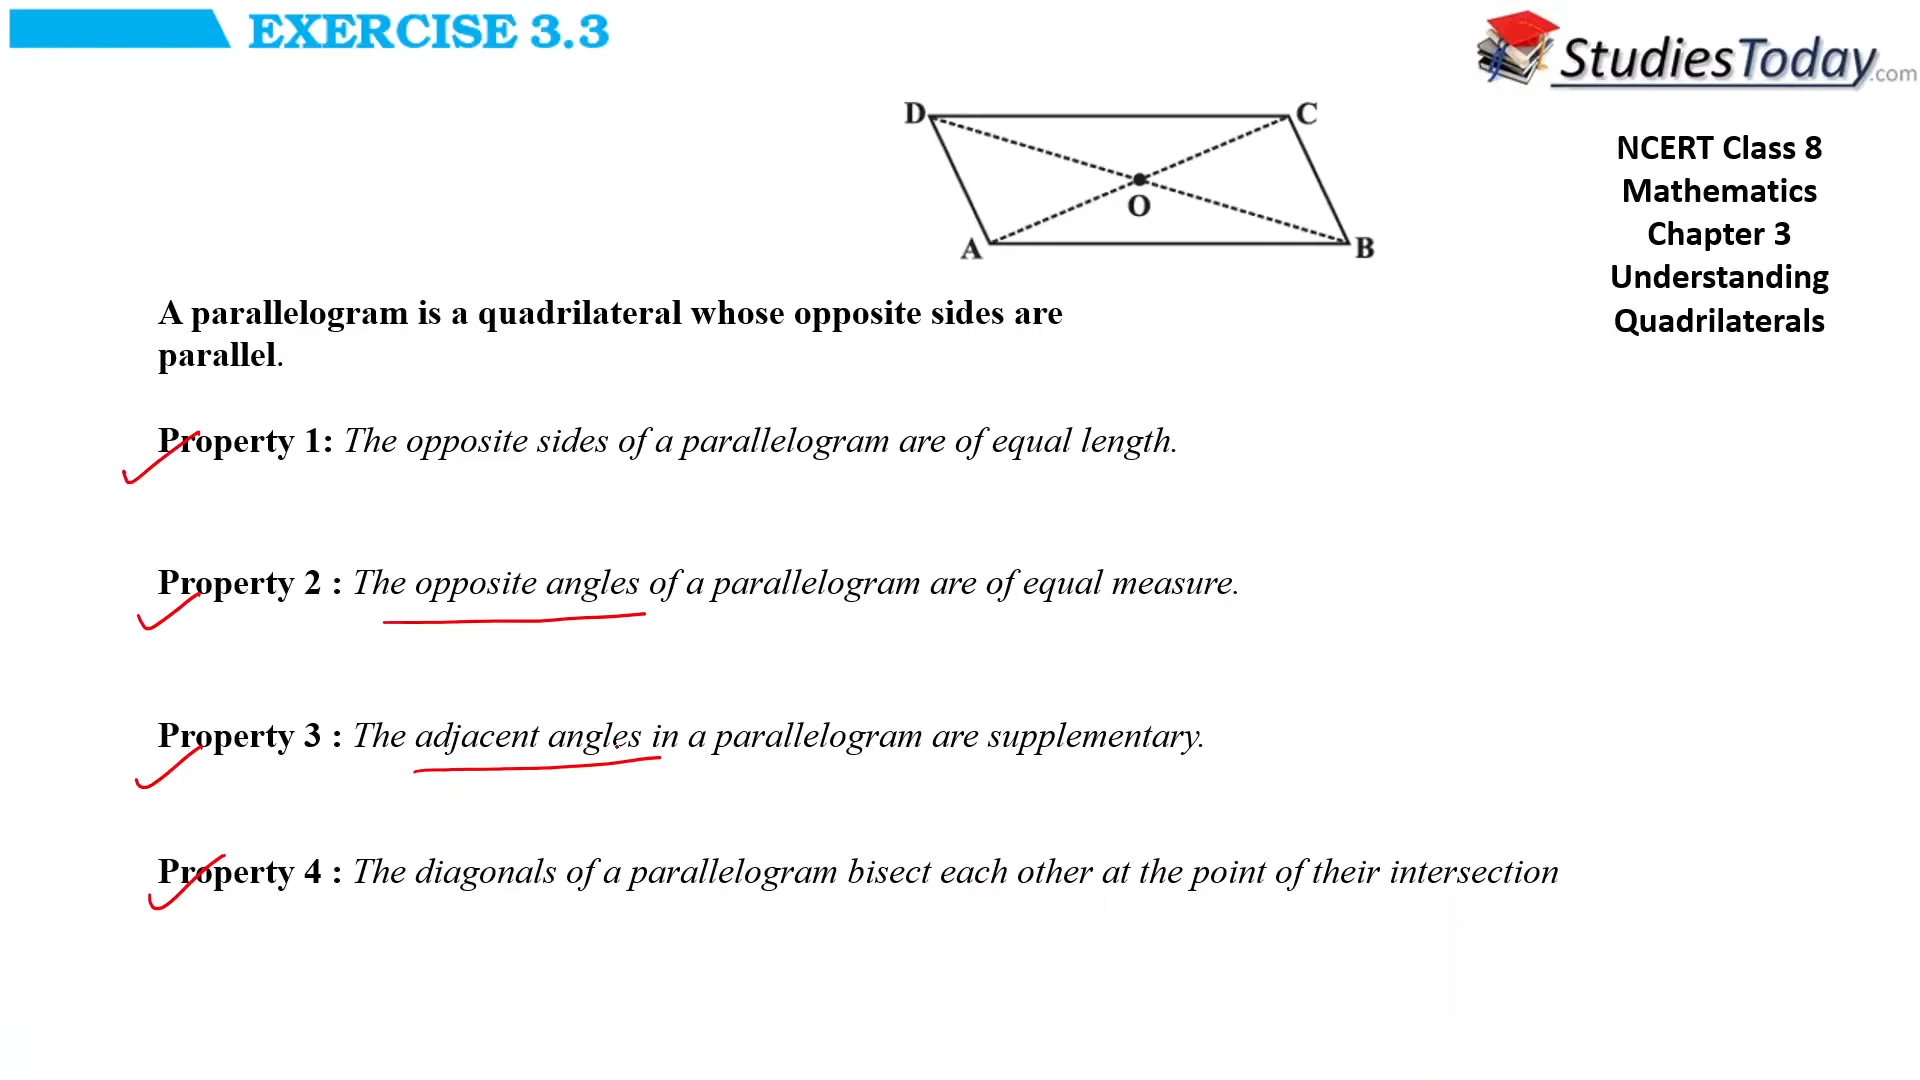 EXERCISE 3.3
StudiesToday.com
D
C
O
A
B
NCERT Class 8
Mathematics
Chapter 3
Understanding
Quadrilaterals
A parallelogram is a quadrilateral whose opposite sides are
parallel.
Property 1: The opposite sides of a parallelogram are of equal length.
Property 2 : The opposite angles of a parallelogram are of equal measure.
Property 3 : The adjacent angles in a parallelogram are supplementary.
Property 4 : The diagonals of a parallelogram bisect each other at the point of their intersection